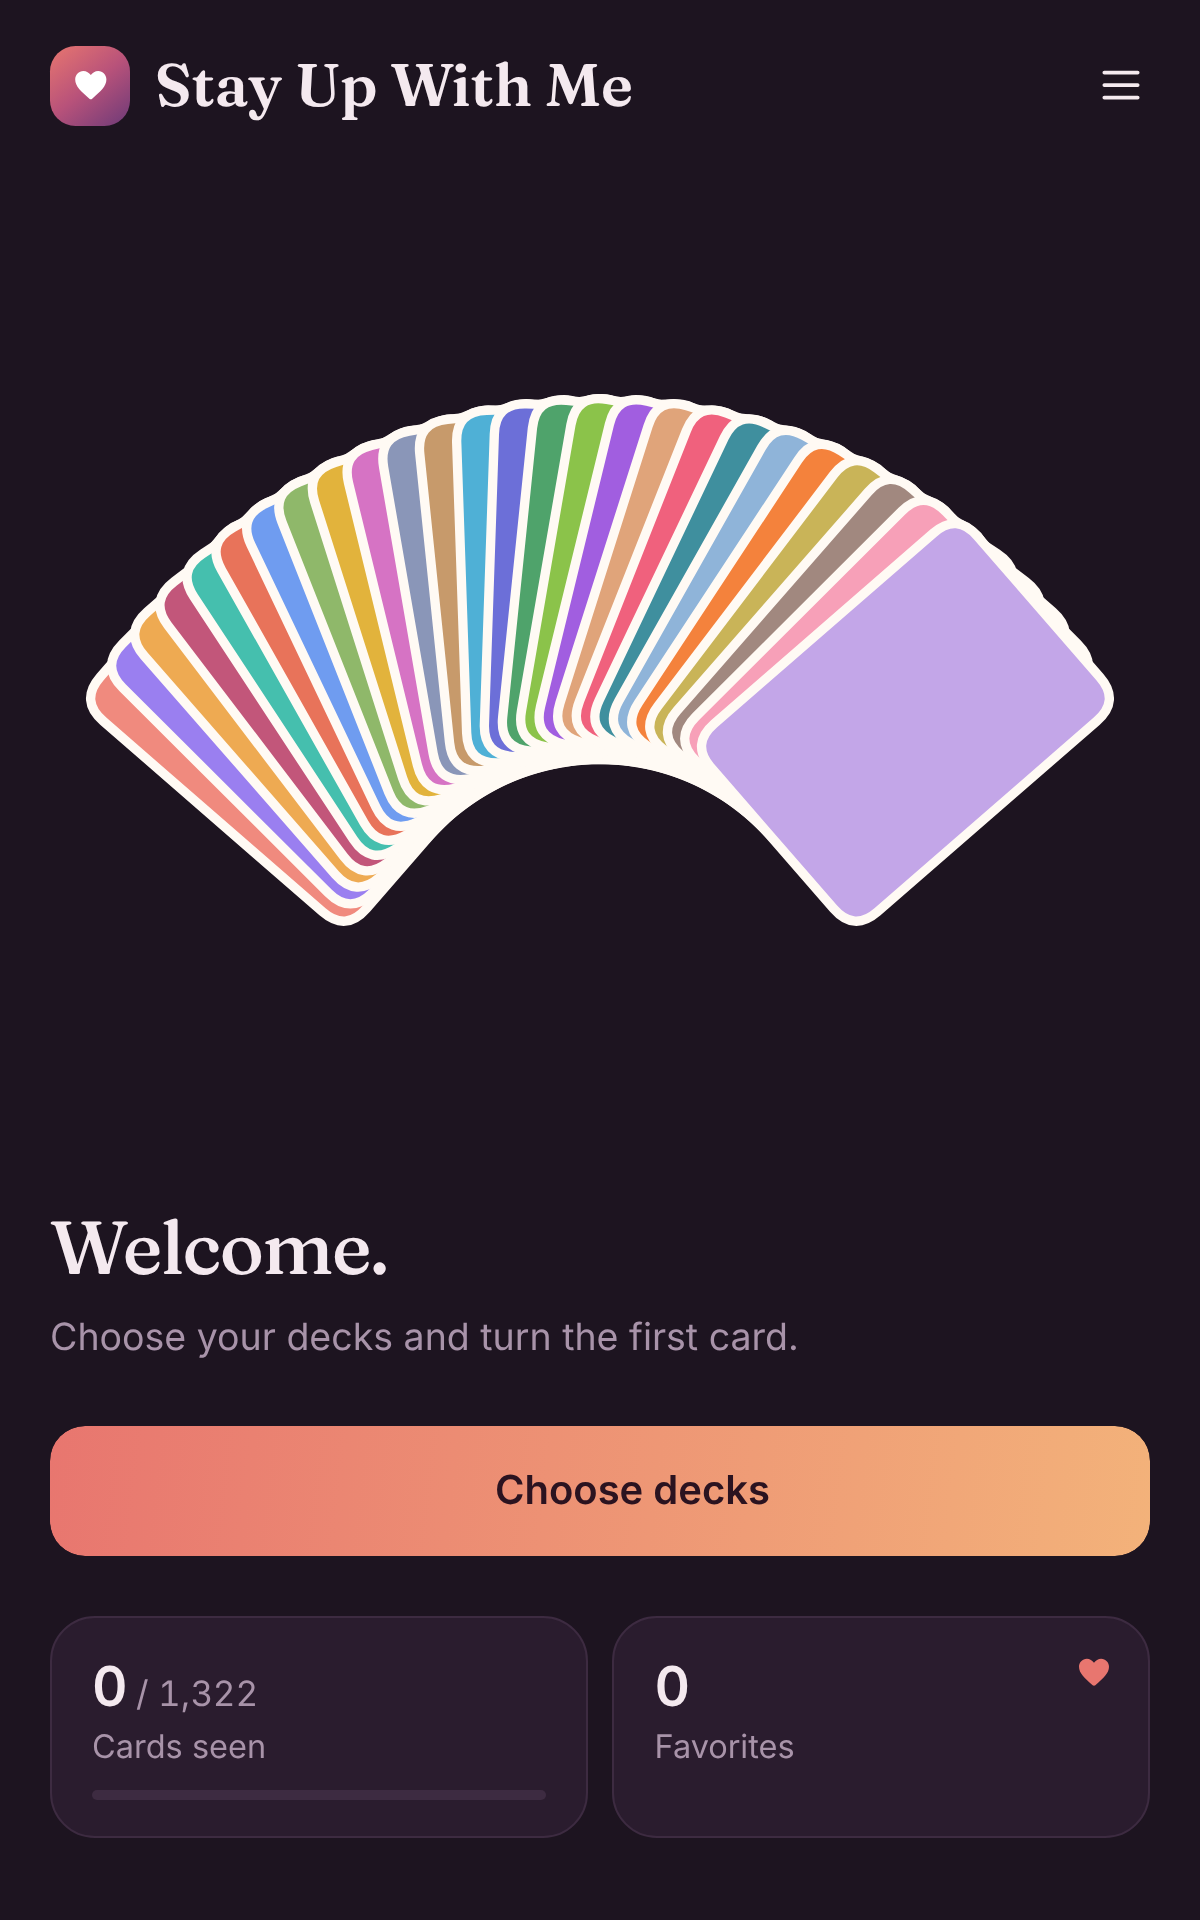 Stay Up With Me
Welcome.
Choose your decks and turn the first card.
Choose decks
0 / 1,322
Cards seen
0
Favorites